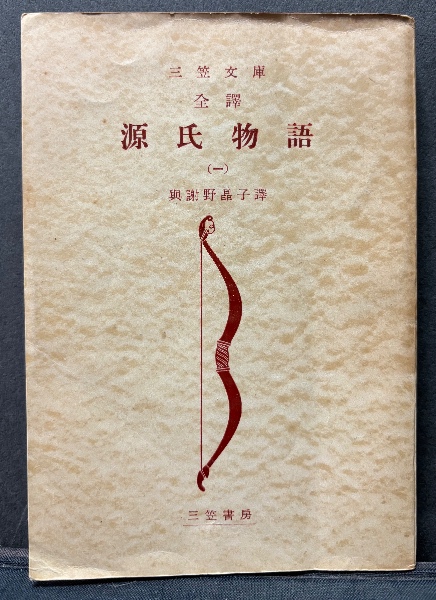 三笠文庫
全譯
源氏物語
(一)
與謝野晶子譯
三笠書房